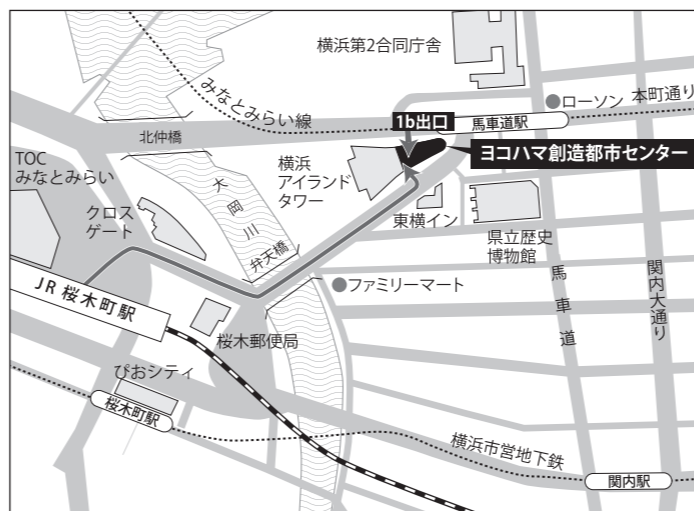 横浜第2合同庁舎
みなとみらい線
ローソン
本町通り
1b出口
馬車道駅
北仲橋
ヨコハマ創造都市センター
TOC
みなとみらい
横浜
アイランド
タワー
大岡川
クロス
ゲート
東横イン
県立歴史
博物館
弁天橋
ファミリーマート
馬車道
関内大通り
JR 桜木町駅
桜木郵便局
ぴおシティ
桜木町駅
横浜市営地下鉄
関内駅